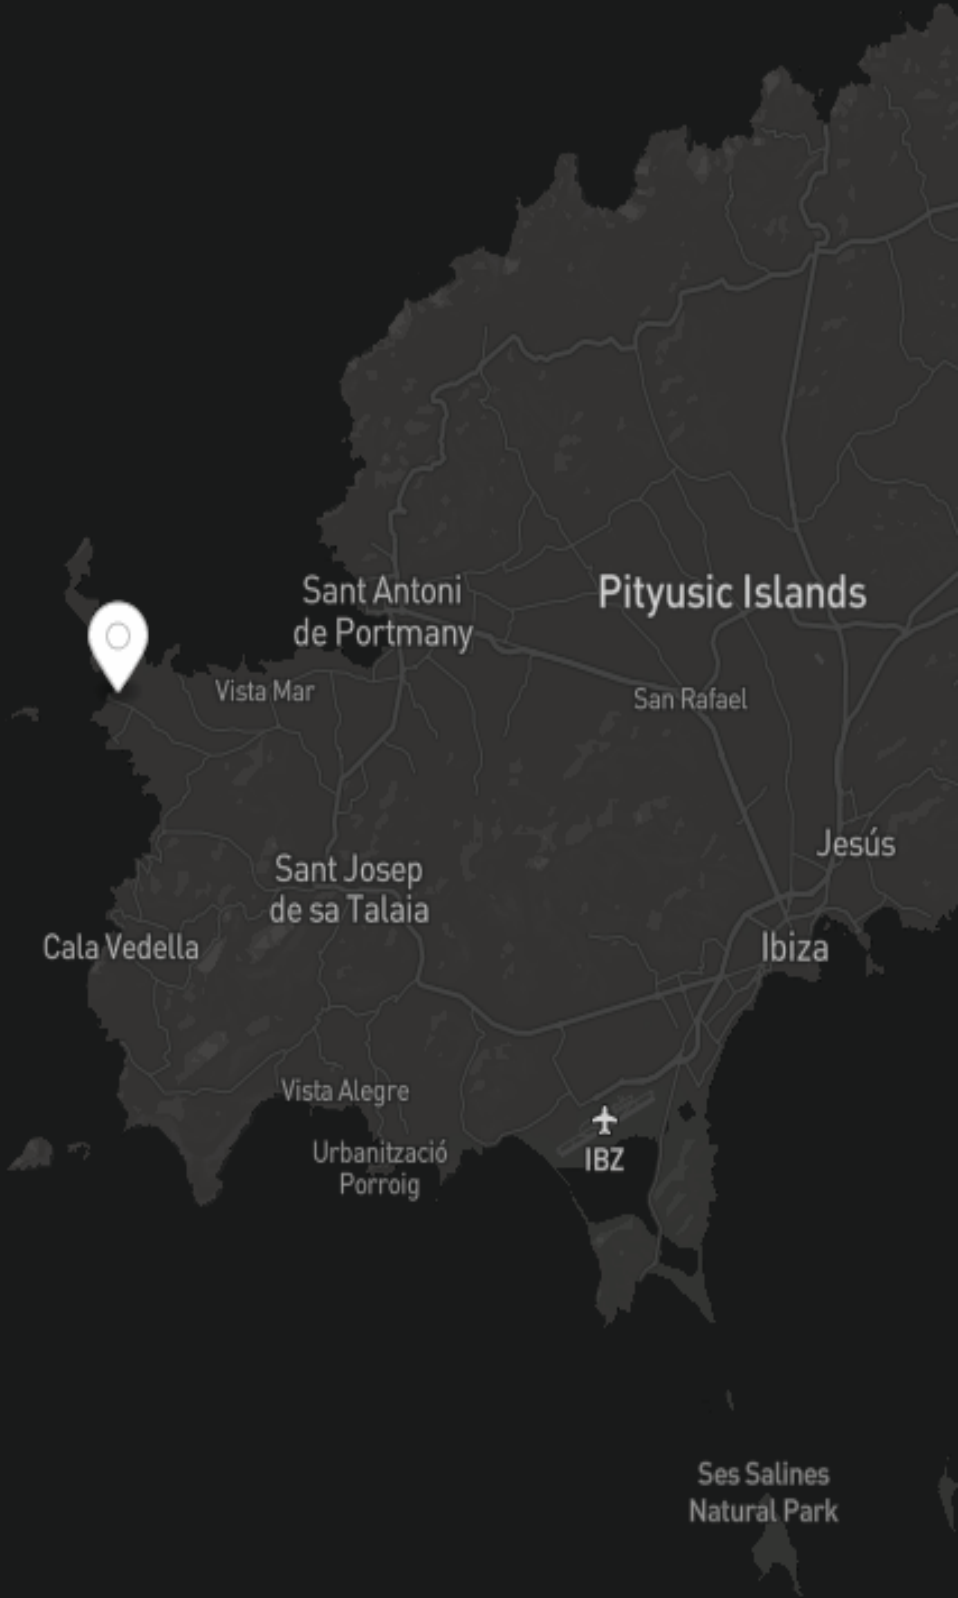 Sant Antoni
de Portmany
Pityusic Islands
Vista Mar
San Rafael
Jesús
Sant Josep
de sa Talaia
Cala Vedella
Ibiza
Vista Alegre
Urbanització
Porroig
IBZ
Ses Salines
Natural Park